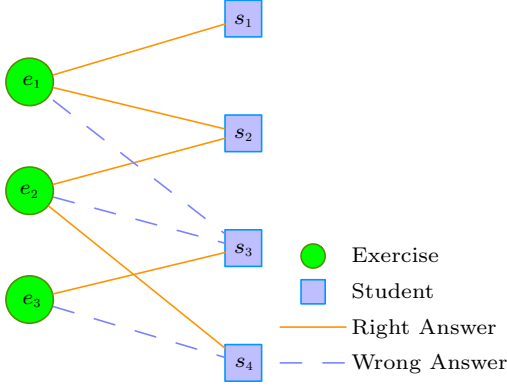 s₁
e₁
s₂
e₂
s₃
Exercise
Student
e₃
Right Answer
s₄
Wrong Answer